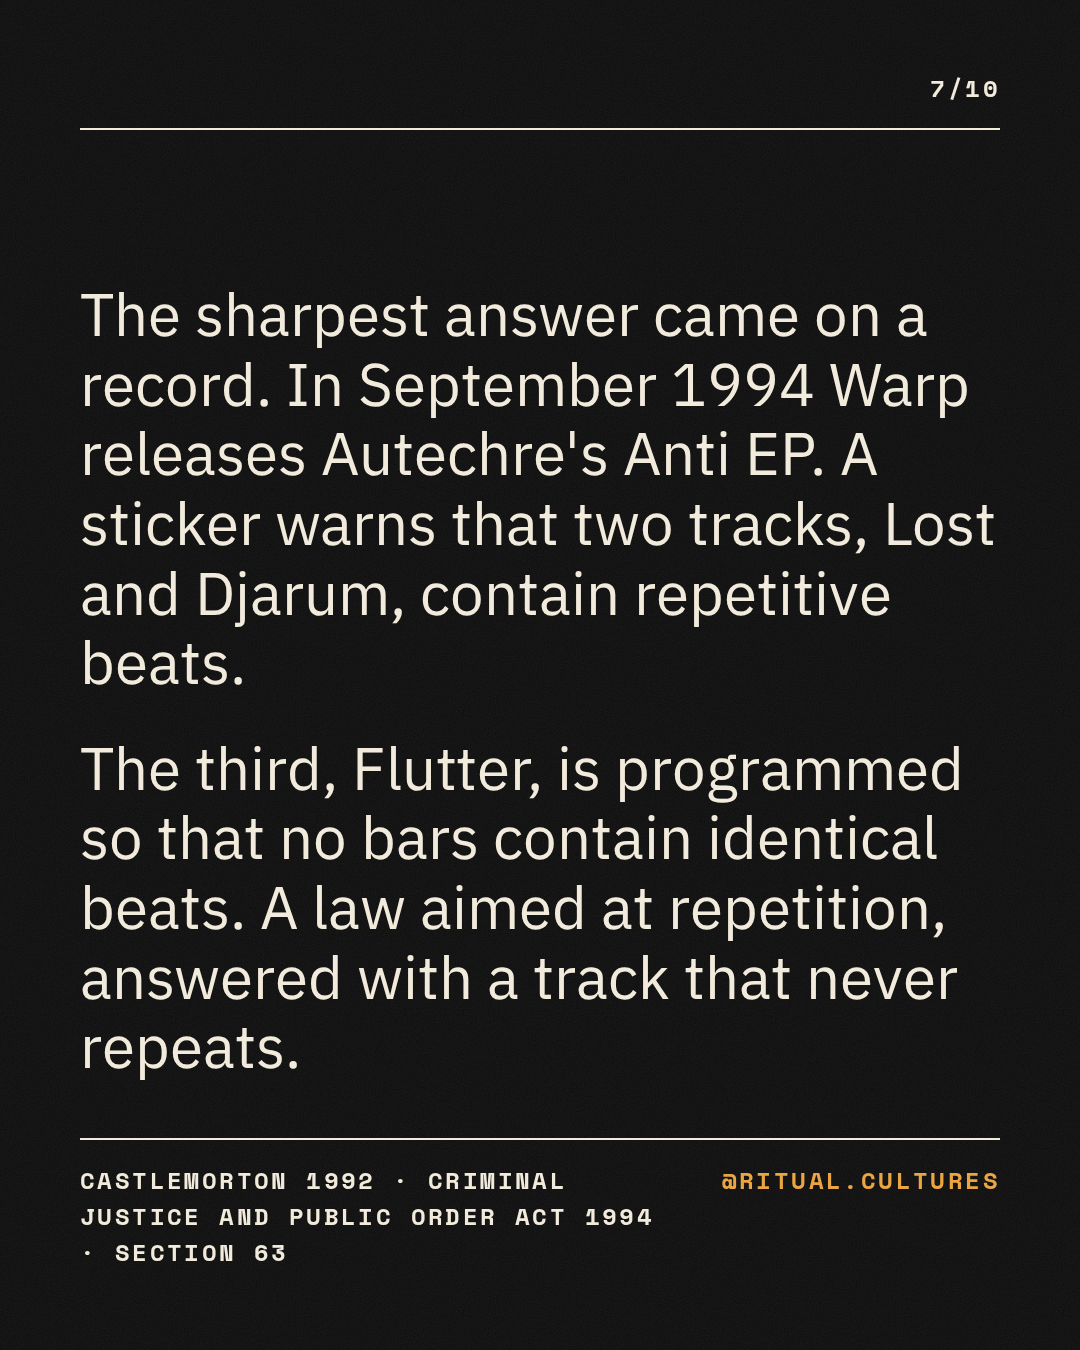 7/10
The sharpest answer came on a
record. In September 1994 Warp
releases Autechre's Anti EP. A
sticker warns that two tracks, Lost
and Djarum, contain repetitive
beats.
The third, Flutter, is programmed
so that no bars contain identical
beats. A law aimed at repetition,
answered with a track that never
repeats.
CASTLEMORTON 1992 · CRIMINAL
JUSTICE AND PUBLIC ORDER ACT 1994
· SECTION 63
@RITUAL.CULTURES